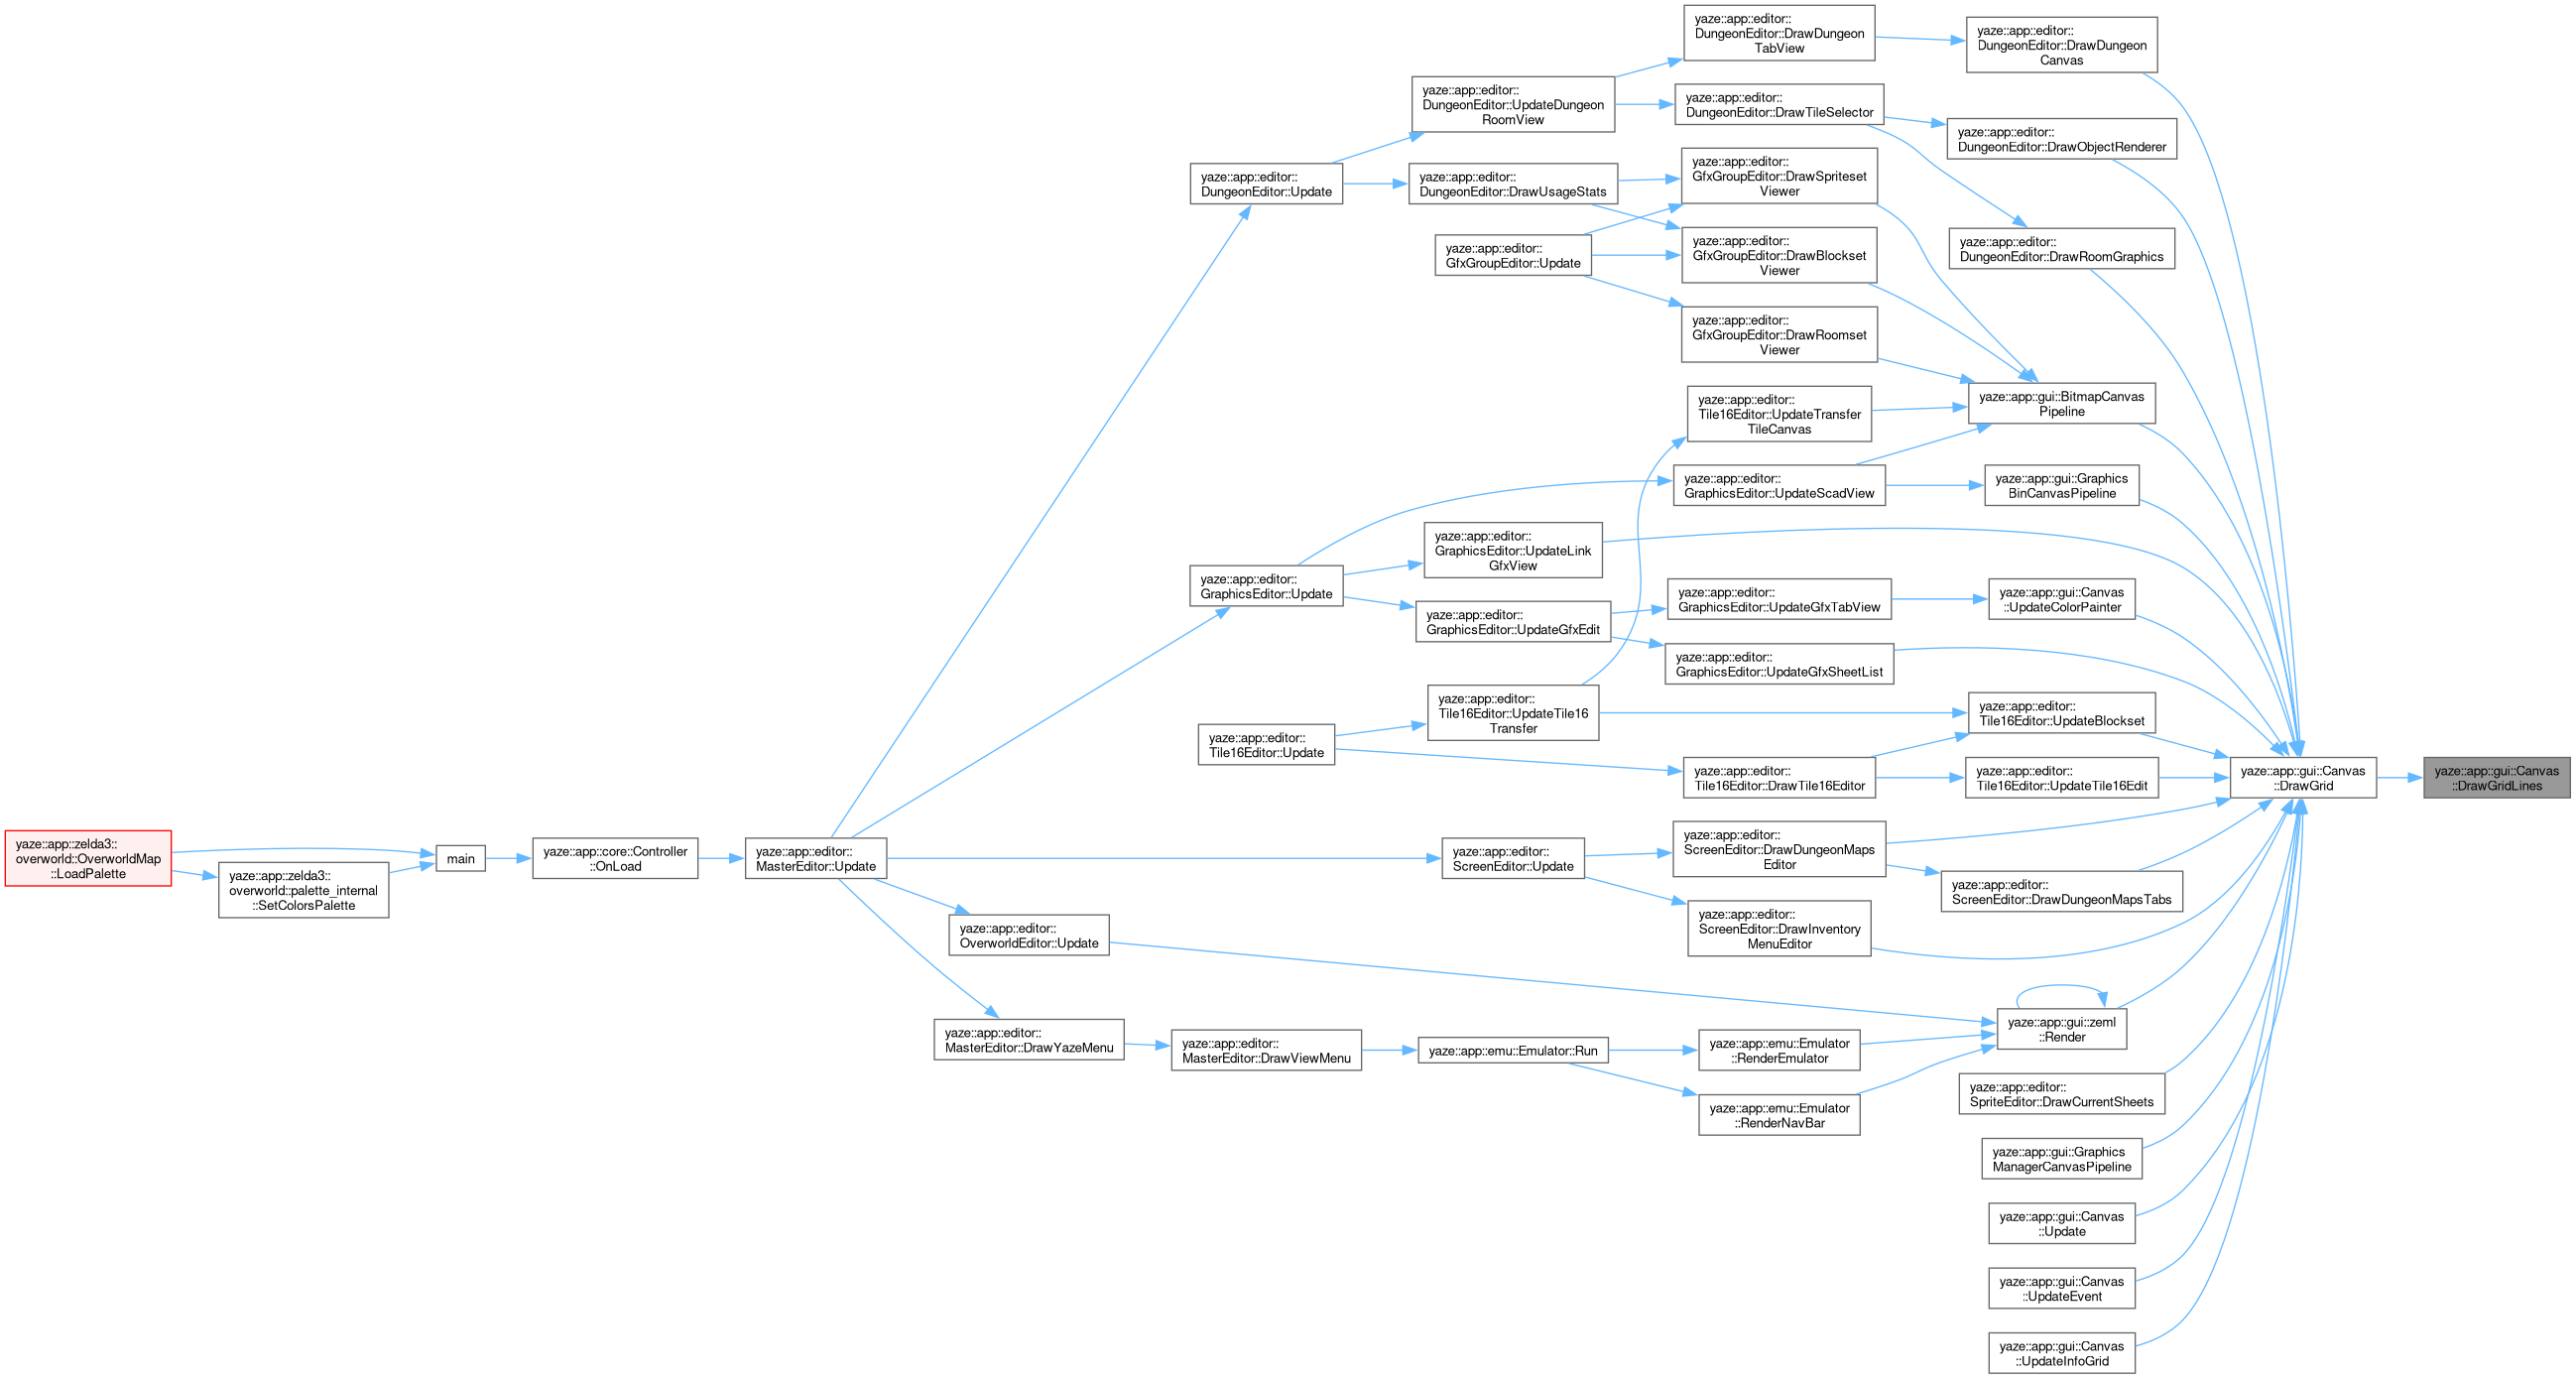 yaze::app::editor::
DungeonEditor::DrawDungeon
TabView
yaze::app::editor::
DungeonEditor::DrawDungeon
Canvas
yaze::app::editor::
DungeonEditor::UpdateDungeon
RoomView
yaze::app::editor::
DungeonEditor::DrawTileSelector
yaze::app::editor::
DungeonEditor::DrawObjectRenderer
yaze::app::editor::
DungeonEditor::Update
yaze::app::editor::
DungeonEditor::DrawUsageStats
yaze::app::editor::
GfxGroupEditor::DrawSpriteset
Viewer
yaze::app::editor::
GfxGroupEditor::Update
yaze::app::editor::
GfxGroupEditor::DrawBlockset
Viewer
yaze::app::editor::
DungeonEditor::DrawRoomGraphics
yaze::app::editor::
GfxGroupEditor::DrawRoomset
Viewer
yaze::app::editor::
Tile16Editor::UpdateTransfer
TileCanvas
yaze::app::gui::BitmapCanvas
Pipeline
yaze::app::editor::
GraphicsEditor::UpdateScadView
yaze::app::gui::Graphics
BinCanvasPipeline
yaze::app::editor::
GraphicsEditor::UpdateLink
GfxView
yaze::app::editor::
GraphicsEditor::Update
yaze::app::editor::
GraphicsEditor::UpdateGfxEdit
yaze::app::editor::
GraphicsEditor::UpdateGfxTabView
yaze::app::gui::Canvas
::UpdateColorPainter
yaze::app::editor::
GraphicsEditor::UpdateGfxSheetList
yaze::app::editor::
Tile16Editor::UpdateTile16
Transfer
yaze::app::editor::
Tile16Editor::UpdateBlockset
yaze::app::editor::
Tile16Editor::Update
yaze::app::editor::
Tile16Editor::DrawTile16Editor
yaze::app::editor::
Tile16Editor::UpdateTile16Edit
yaze::app::gui::Canvas
::DrawGrid
yaze::app::gui::Canvas
::DrawGridLines
yaze::app::zelda3::
overworld::OverworldMap
::LoadPalette
yaze::app::zelda3::
overworld::palette_internal
::SetColorsPalette
main
yaze::app::core::Controller
::OnLoad
yaze::app::editor::
MasterEditor::Update
yaze::app::editor::
ScreenEditor::Update
yaze::app::editor::
ScreenEditor::DrawDungeonMaps
Editor
yaze::app::editor::
ScreenEditor::DrawDungeonMapsTabs
yaze::app::editor::
OverworldEditor::Update
yaze::app::editor::
ScreenEditor::DrawInventory
MenuEditor
yaze::app::editor::
MasterEditor::DrawYazeMenu
yaze::app::editor::
MasterEditor::DrawViewMenu
yaze::app::emu::Emulator::Run
yaze::app::emu::Emulator
::RenderEmulator
yaze::app::gui::zeml
::Render
yaze::app::emu::Emulator
::RenderNavBar
yaze::app::editor::
SpriteEditor::DrawCurrentSheets
yaze::app::gui::Graphics
ManagerCanvasPipeline
yaze::app::gui::Canvas
::Update
yaze::app::gui::Canvas
::UpdateEvent
yaze::app::gui::Canvas
::UpdateInfoGrid